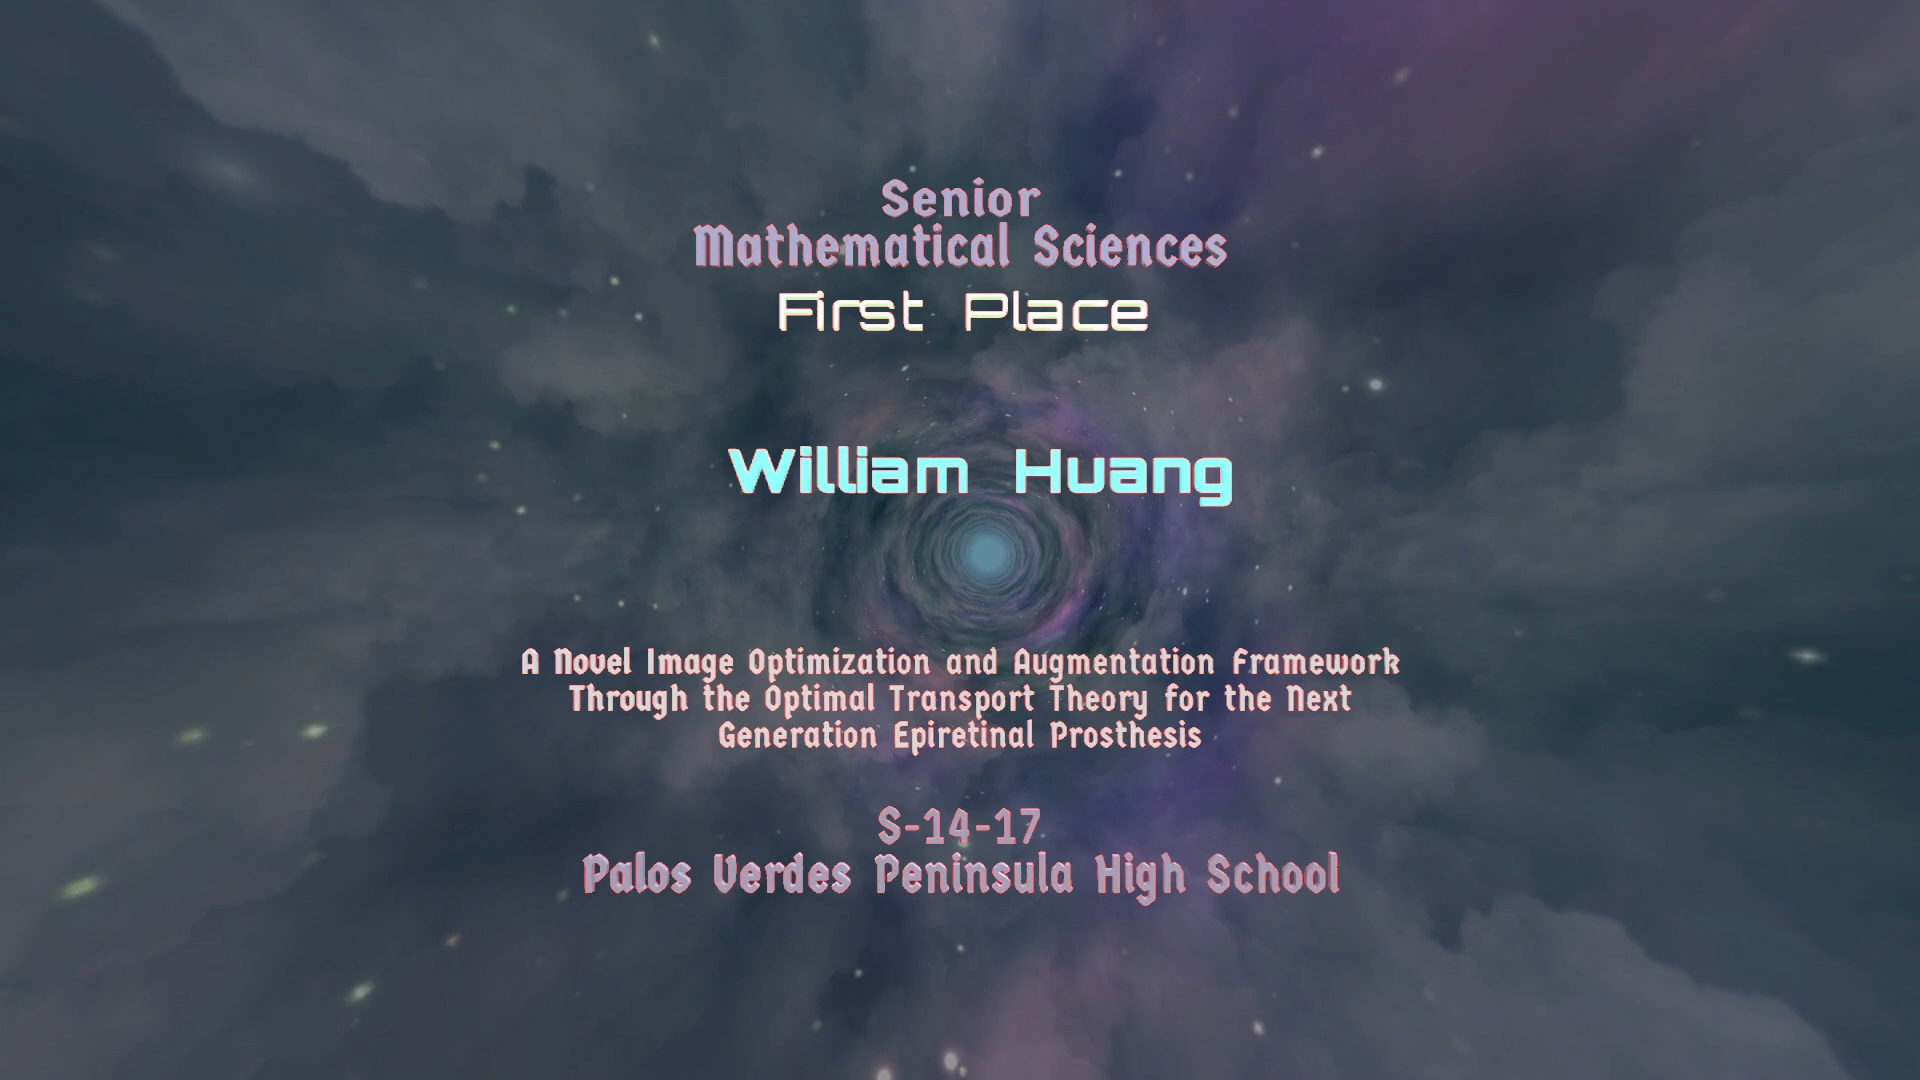 Senior
Mathematical Sciences
First Place
William Huang
A Novel Image Optimization and Augmentation Framework
Through the Optimal Transport Theory for the Next
Generation Epiretinal Prosthesis
S-14-17
Palos Verdes Peninsula High School